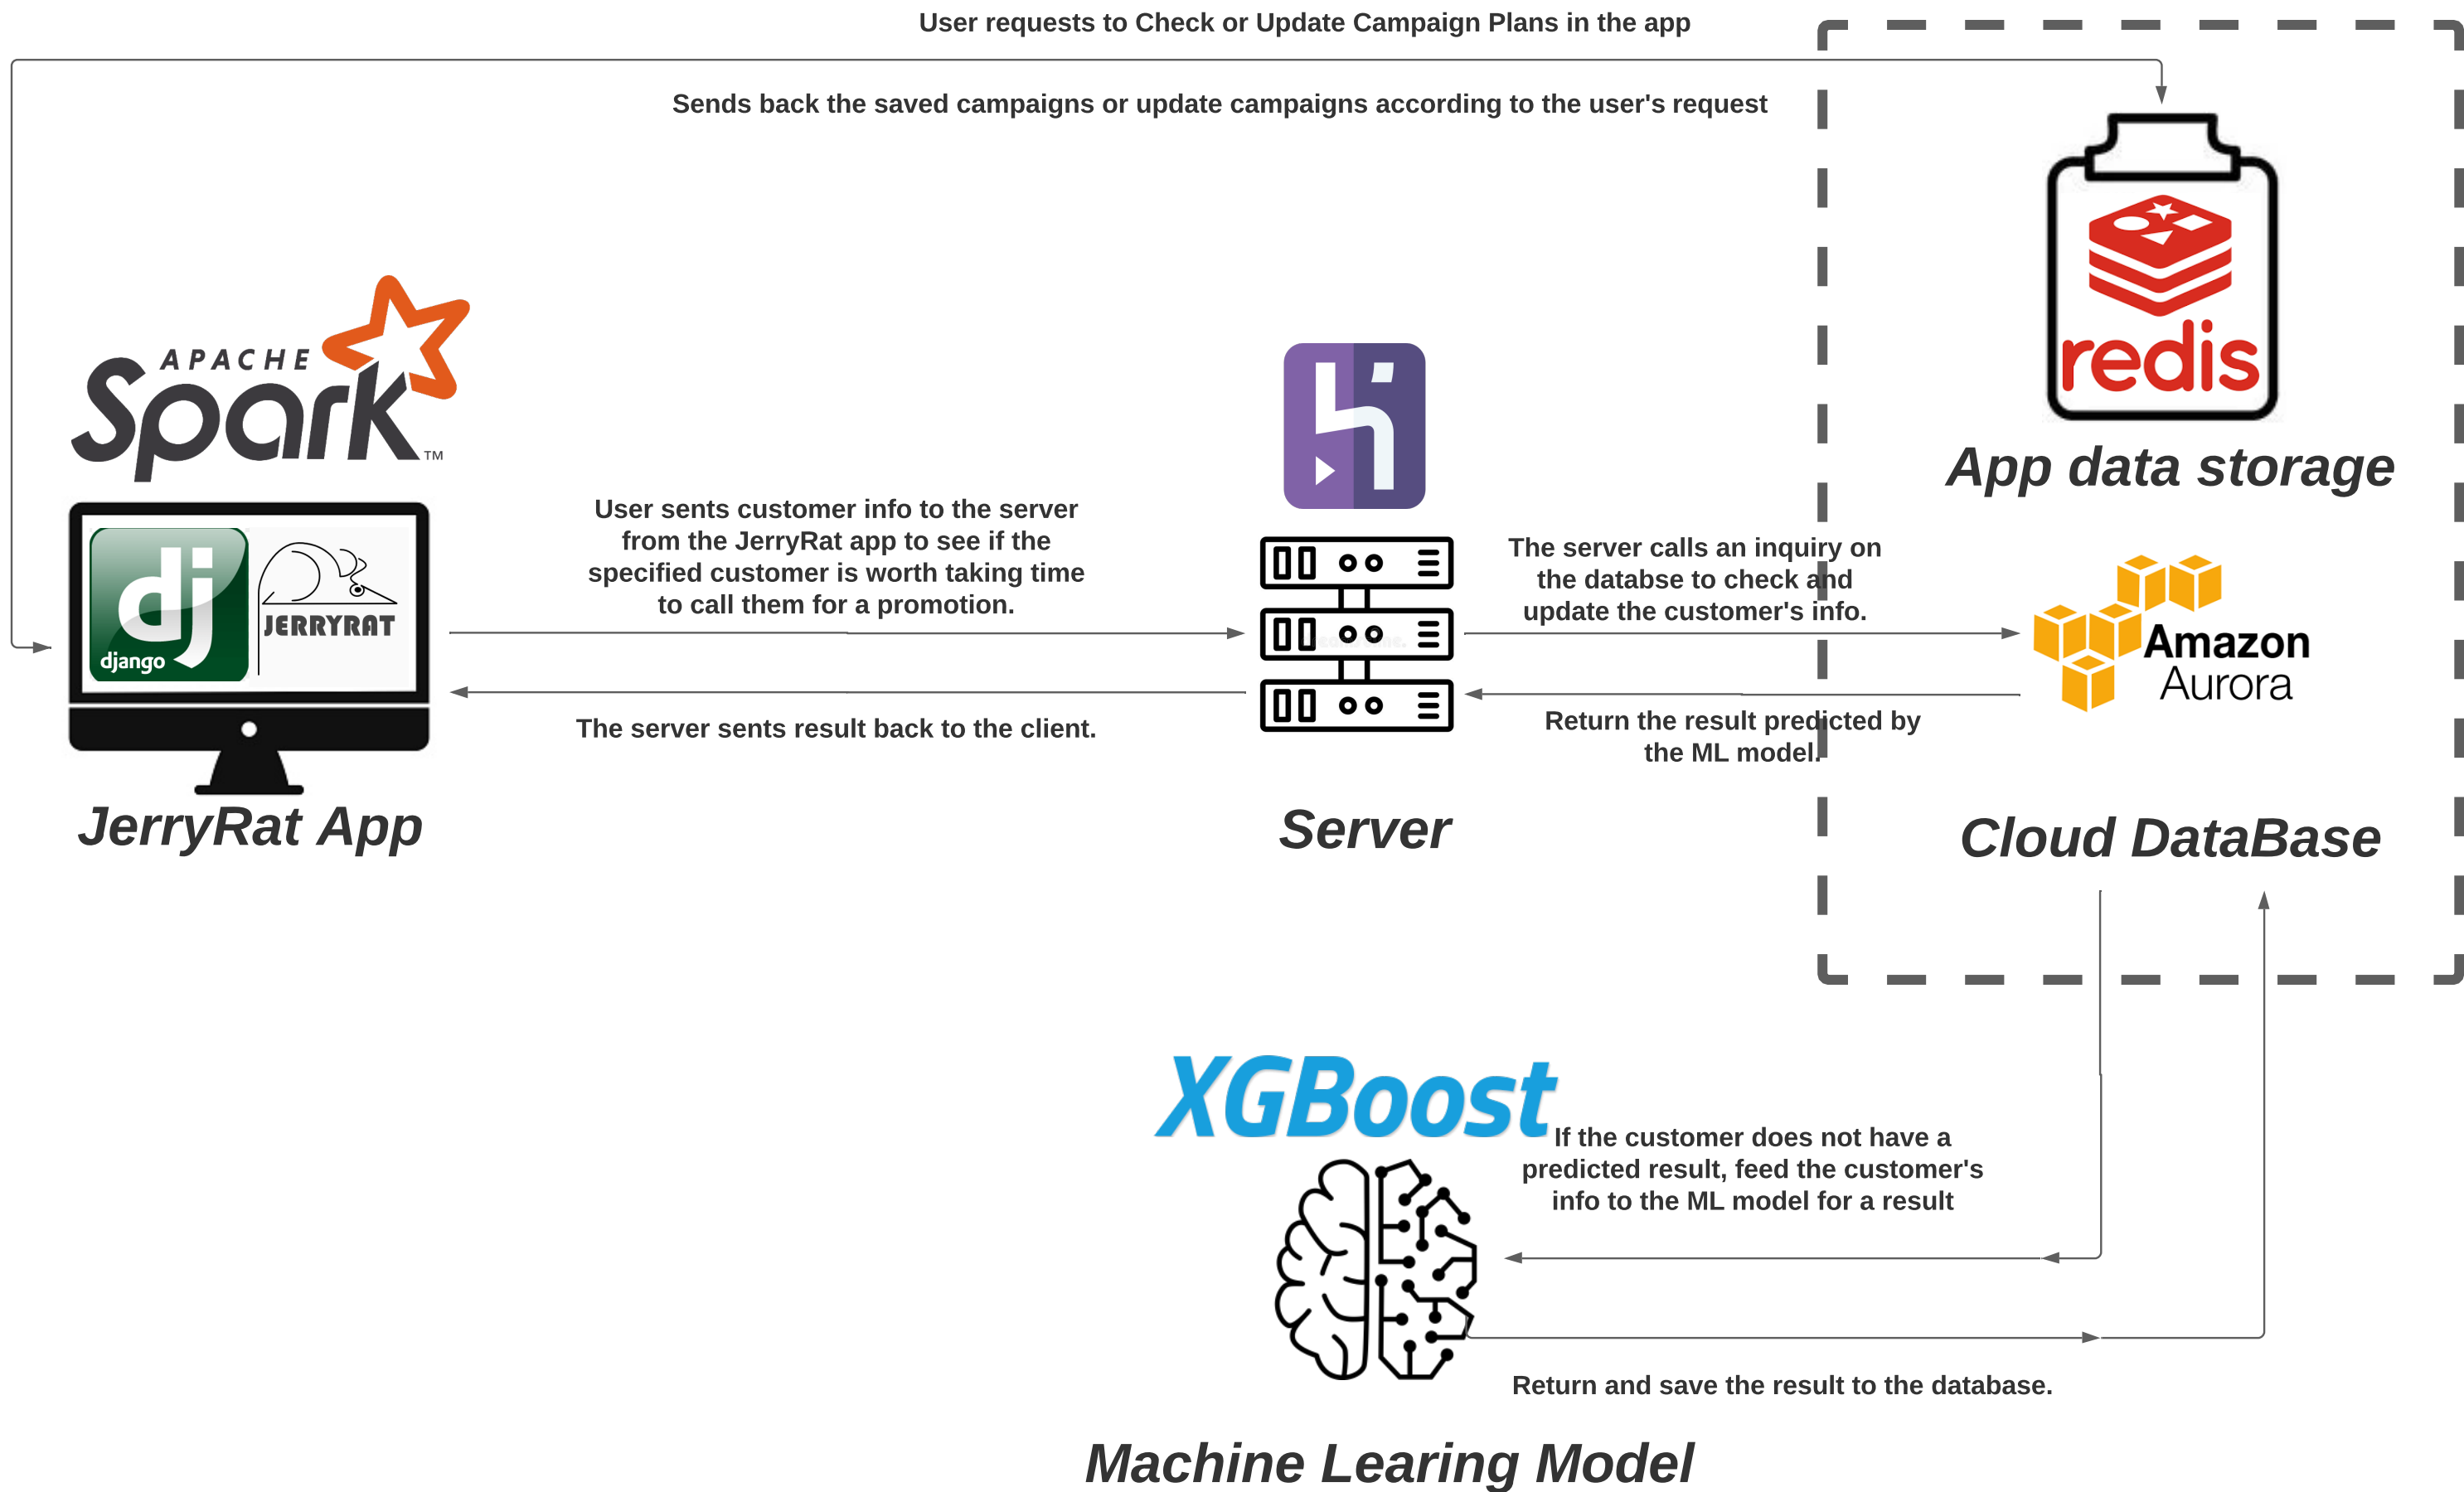 User requests to Check or Update Campaign Plans in the app
Sends back the saved campaigns or update campaigns according to the user's request
redis
App data storage
APACHE
Spark
TM
dj
django
JERRYRAT
JerryRat App
User sents customer info to the server
from the JerryRat app to see if the
specified customer is worth taking time
to call them for a promotion.
The server sents result back to the client.
Server
The server calls an inquiry on
the databse to check and
update the customer's info.
Return the result predicted by
the ML model.
Amazon
Aurora
Cloud DataBase
XGBoost
If the customer does not have a
predicted result, feed the customer's
info to the ML model for a result
Return and save the result to the database.
Machine Learing Model